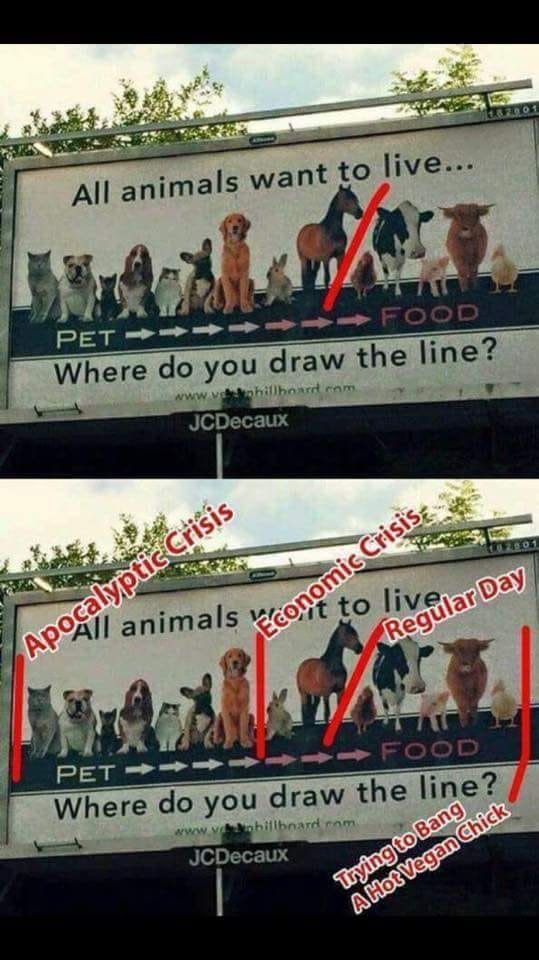 All animals want to live...
PET FOOD
Where do you draw the line?
JCDecaux
Apocalyptic Crisis
Economic Crisis
Regular Day
All animals to live
PET FOOD
Where do you draw the line?
JCDecaux
Trying to Bang
A Hot Vegan Chick